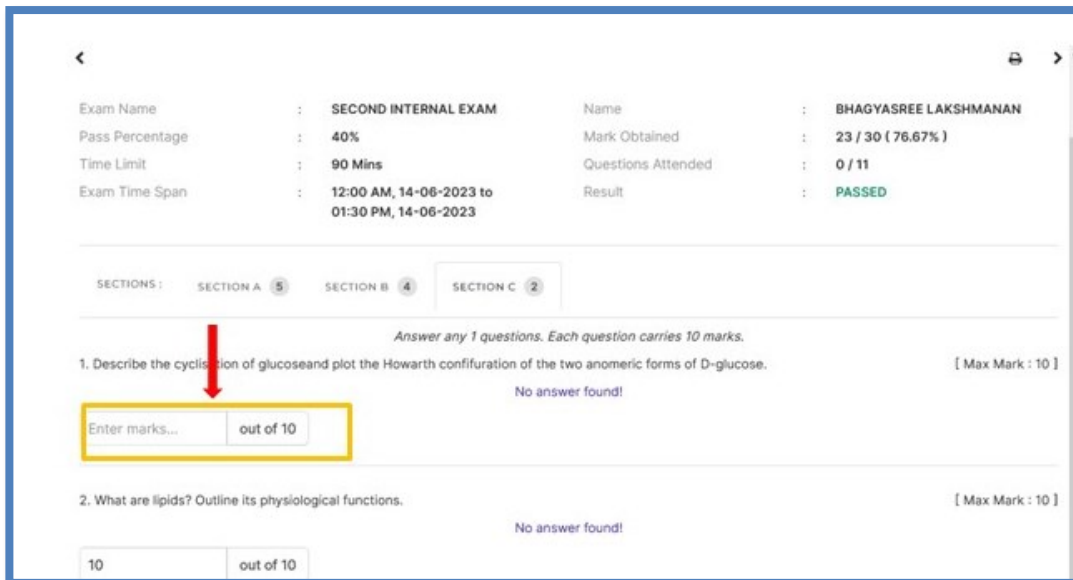 Exam Name : SECOND INTERNAL EXAM Name : BHAGYASREE LAKSHMANAN
Pass Percentage : 40% Mark Obtained : 23 / 30 ( 76.67% )
Time Limit : 90 Mins Questions Attended : 0 / 11
Exam Time Span : 12:00 AM, 14-06-2023 to Result : PASSED
01:30 PM, 14-06-2023
SECTIONS : SECTION A 5 SECTION B 4 SECTION C 2
Answer any 1 questions. Each question carries 10 marks.
1. Describe the cyclisation of glucoseand plot the Howarth confifuration of the two anomeric forms of D-glucose. [ Max Mark : 10 ]
No answer found!
Enter marks... out of 10
2. What are lipids? Outline its physiological functions. [ Max Mark : 10 ]
No answer found!
10 out of 10